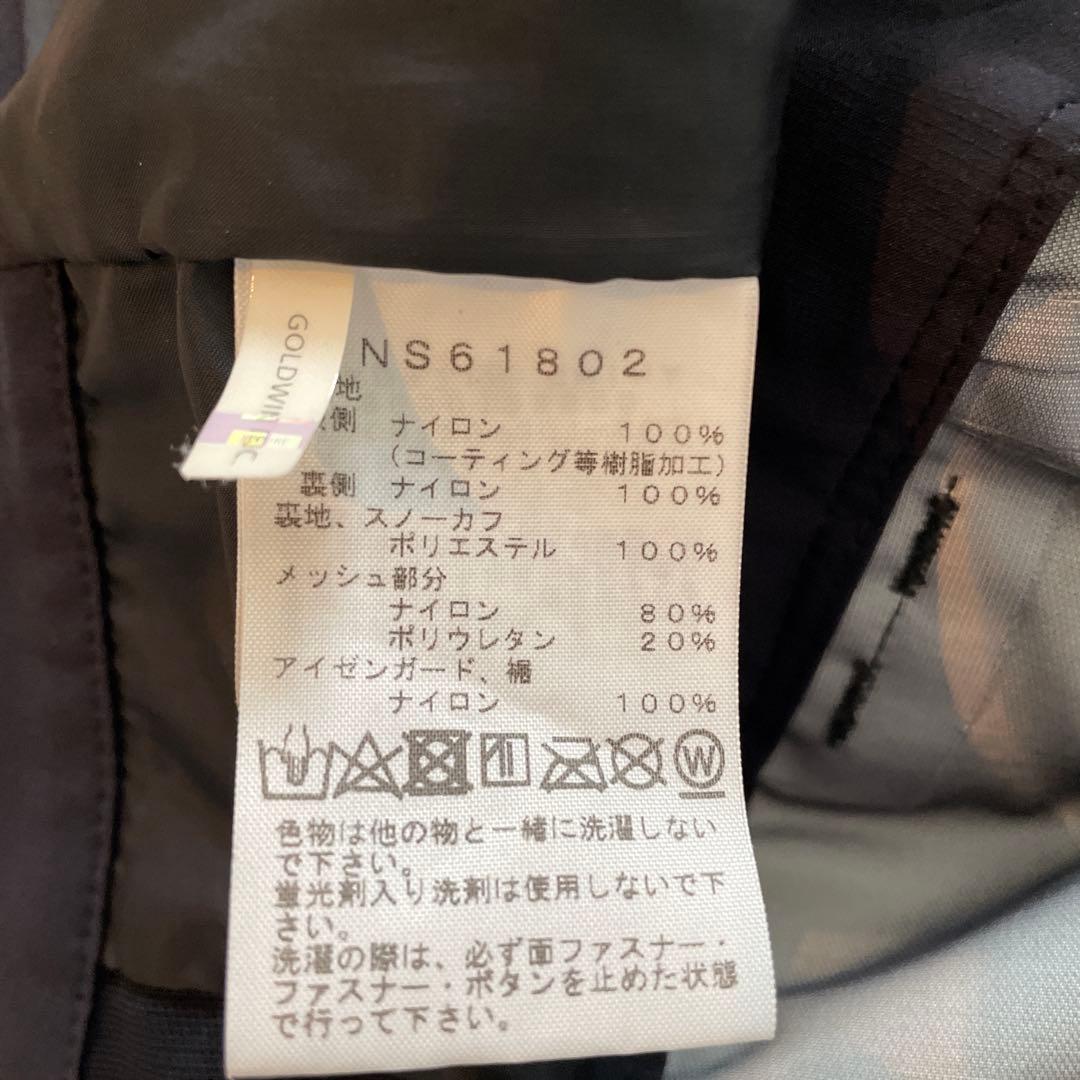 GOLDWIN TEC
NS61802
地
側 ナイロン 100%
(コーティング等樹脂加工)
裏側 ナイロン 100%
裏地、スノーカフ
ポリエステル 100%
メッシュ部分
ナイロン 80%
ポリウレタン 20%
アイゼンガード、裾
ナイロン 100%
W
色物は他の物と一緒に洗濯しない
で下さい。
蛍光剤入り洗剤は使用しないで下
さい。
洗濯の際は、必ず面ファスナー・
ファスナー・ボタンを止めた状態
で行って下さい。